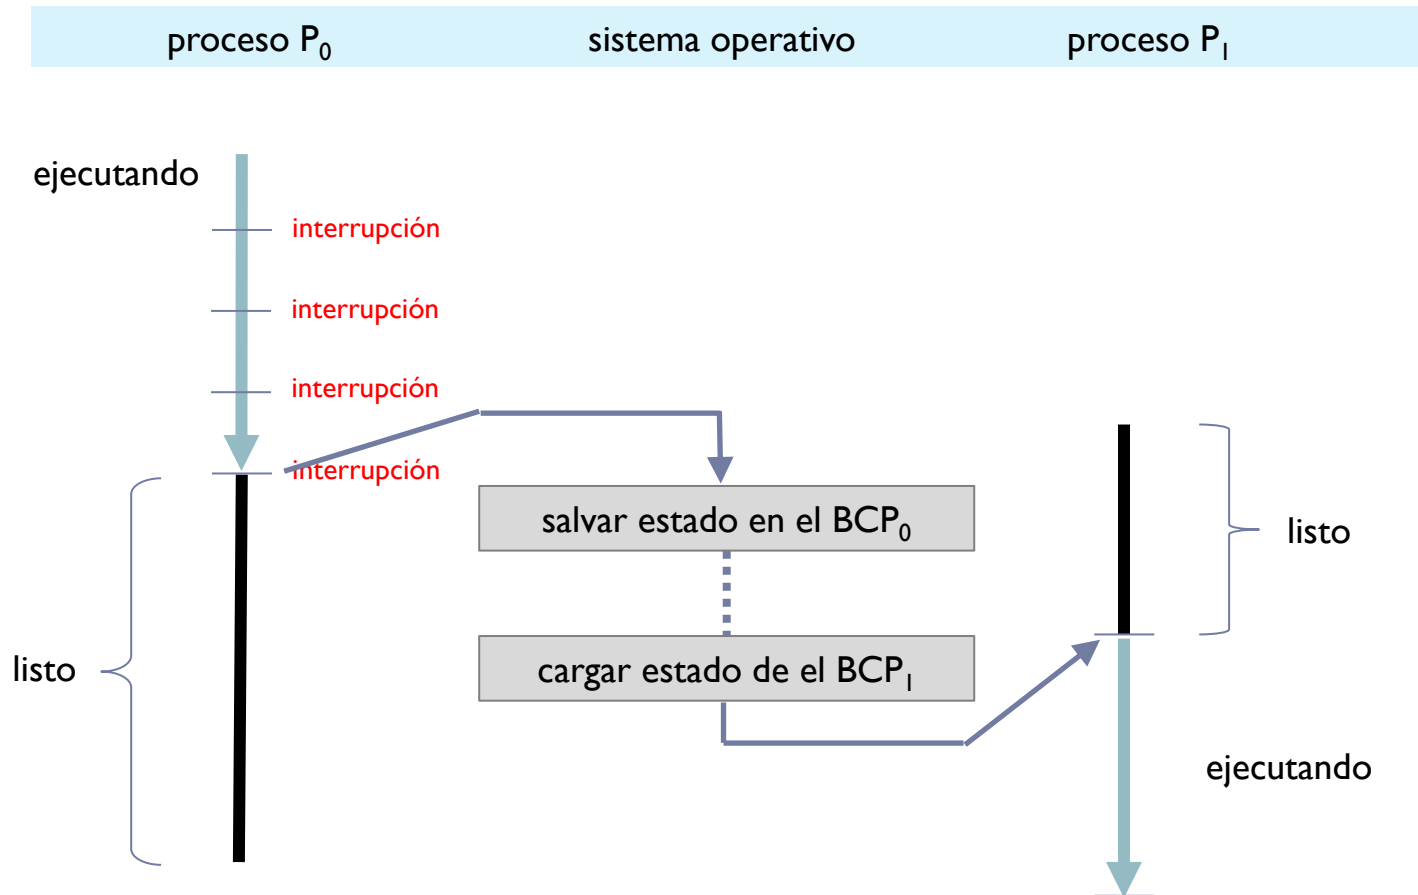 proceso P₀ sistema operativo proceso P₁
ejecutando
interrupción
interrupción
interrupción
interrupción
salvar estado en el BCP₀
listo
cargar estado de el BCP₁
listo
ejecutando